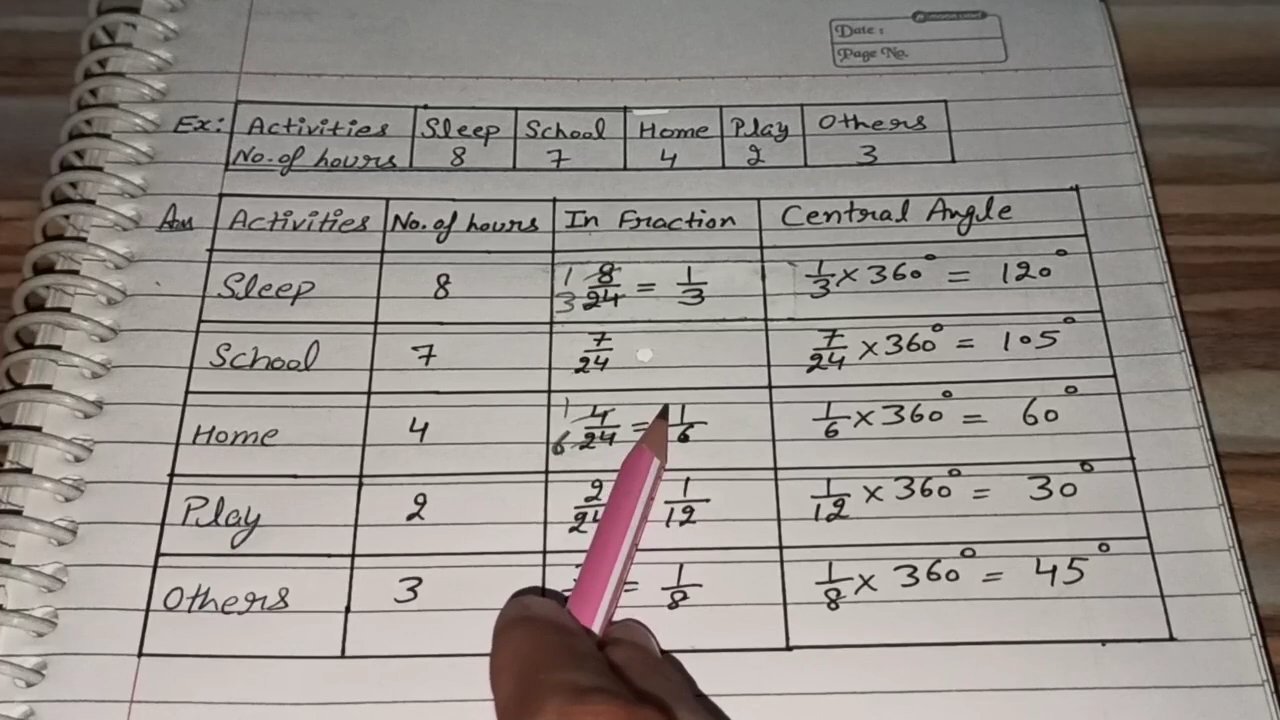 Date :
Page No.
Ex: Activities Sleep School Home Play Others
No. of hours 8 7 4 2 3
Ans Activities No. of hours In Fraction Central Angle
Sleep 8 1 8/24 3 = 1/3 1/3 × 360° = 120°
School 7 7/24 7/24 × 360° = 105°
Home 4 1 4/24 6 = 1/6 1/6 × 360° = 60°
Play 2 2/24 1/12 1/12 × 360° = 30°
Others 3 = 1/8 1/8 × 360° = 45°